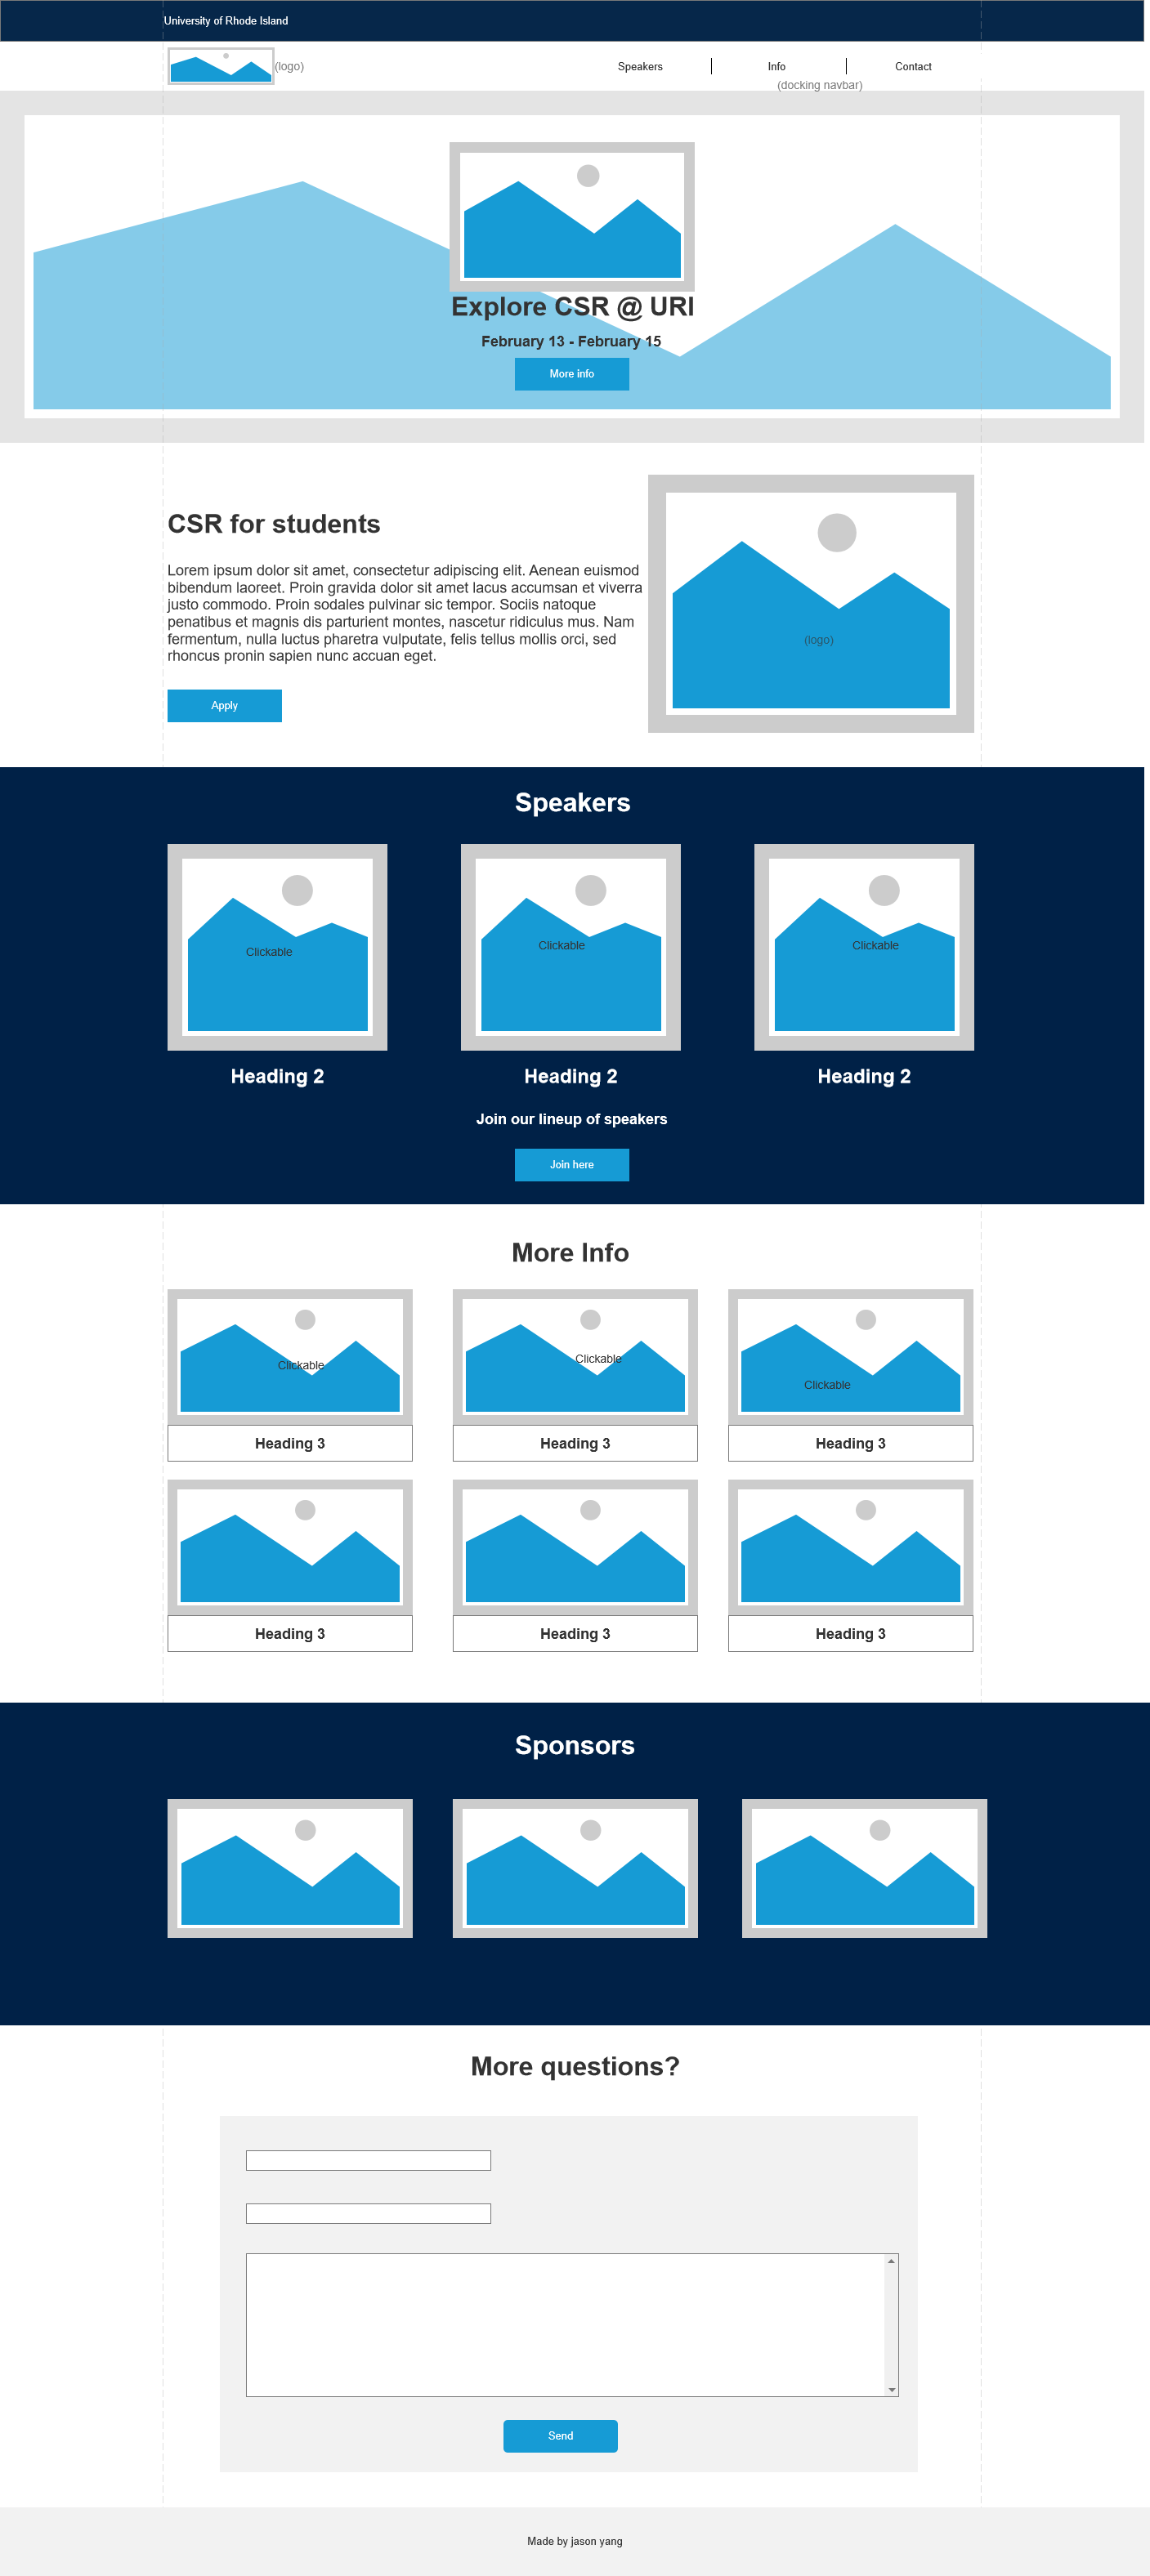 University of Rhode Island
(logo)
Speakers
Info
Contact
(docking navbar)
Explore CSR @ URI
February 13 - February 15
More info
CSR for students
Lorem ipsum dolor sit amet, consectetur adipiscing elit. Aenean euismod
bibendum laoreet. Proin gravida dolor sit amet lacus accumsan et viverra
justo commodo. Proin sodales pulvinar sic tempor. Sociis natoque
penatibus et magnis dis parturient montes, nascetur ridiculus mus. Nam
fermentum, nulla luctus pharetra vulputate, felis tellus mollis orci, sed
rhoncus pronin sapien nunc accuan eget.
(logo)
Apply
Speakers
Clickable
Clickable
Clickable
Heading 2
Heading 2
Heading 2
Join our lineup of speakers
Join here
More Info
Clickable
Clickable
Clickable
Heading 3
Heading 3
Heading 3
Heading 3
Heading 3
Heading 3
Sponsors
More questions?
Send
Made by jason yang